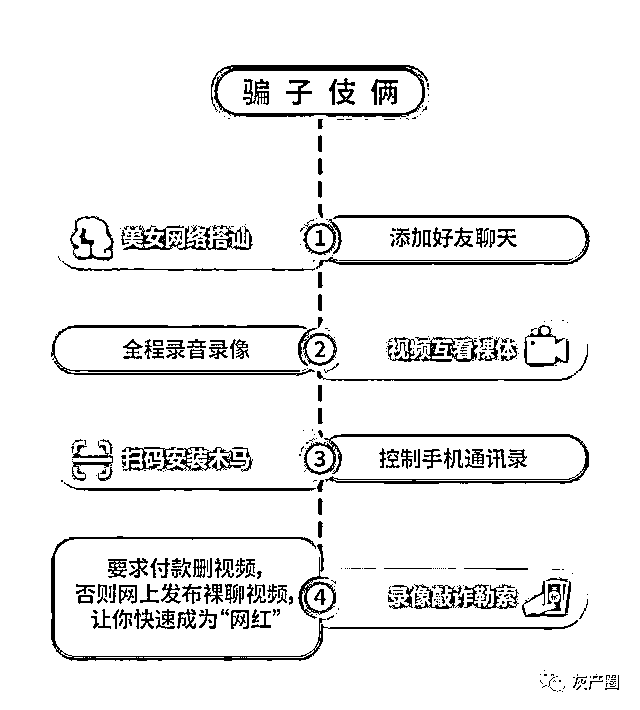 骗子伎俩
美女网络搭讪
1
添加好友聊天
全程录音录像
2
视频互看裸体
扫码安装木马
3
控制手机通讯录
要求付款删视频，
否则网上发布裸聊视频，
让你快速成为“网红”
4
录像敲诈勒索
灰产圈